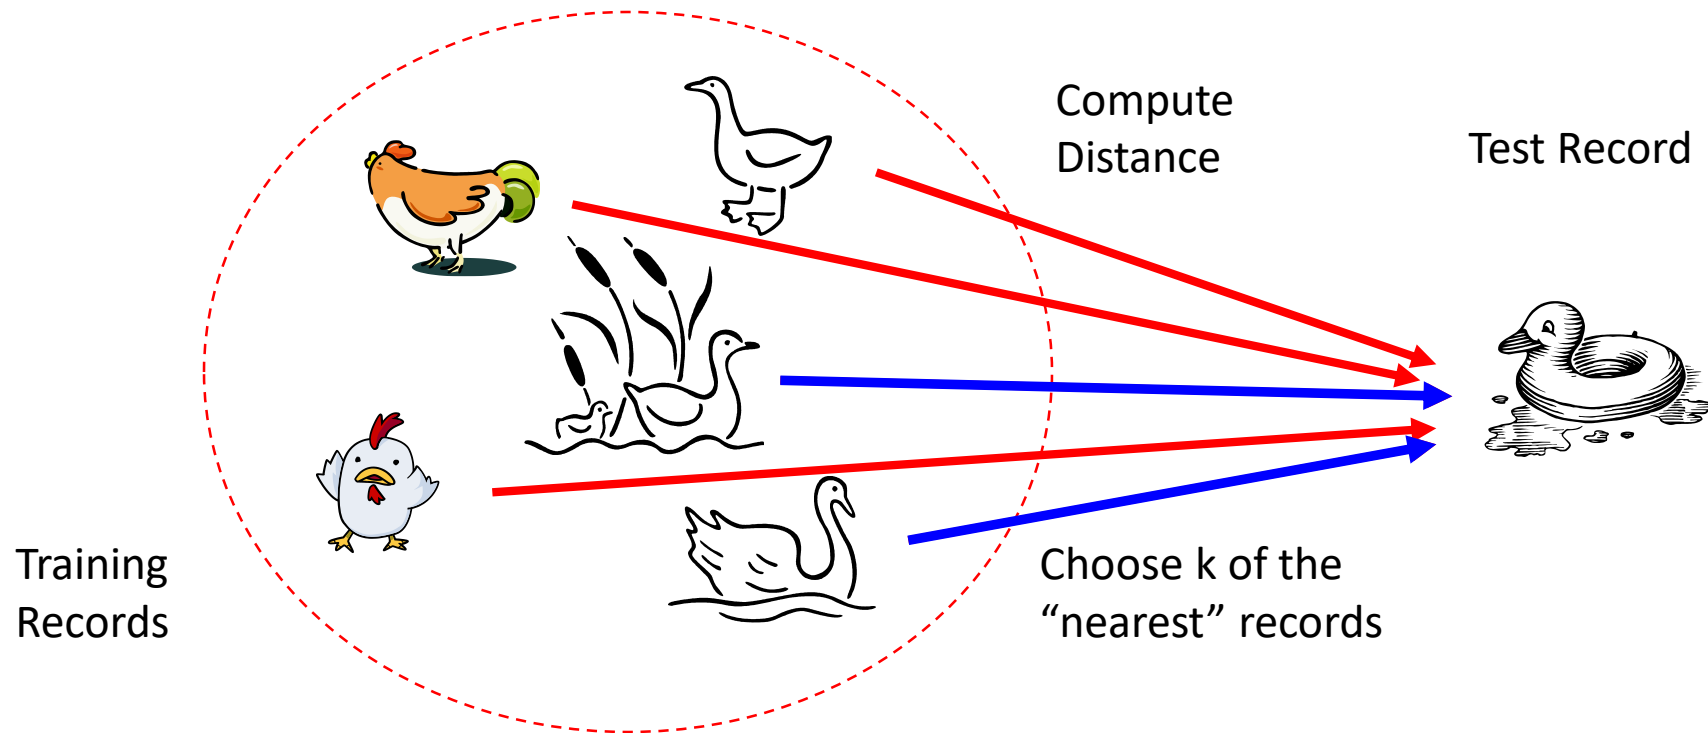 Compute
Distance
Test Record
Training
Records
Choose k of the
“nearest” records